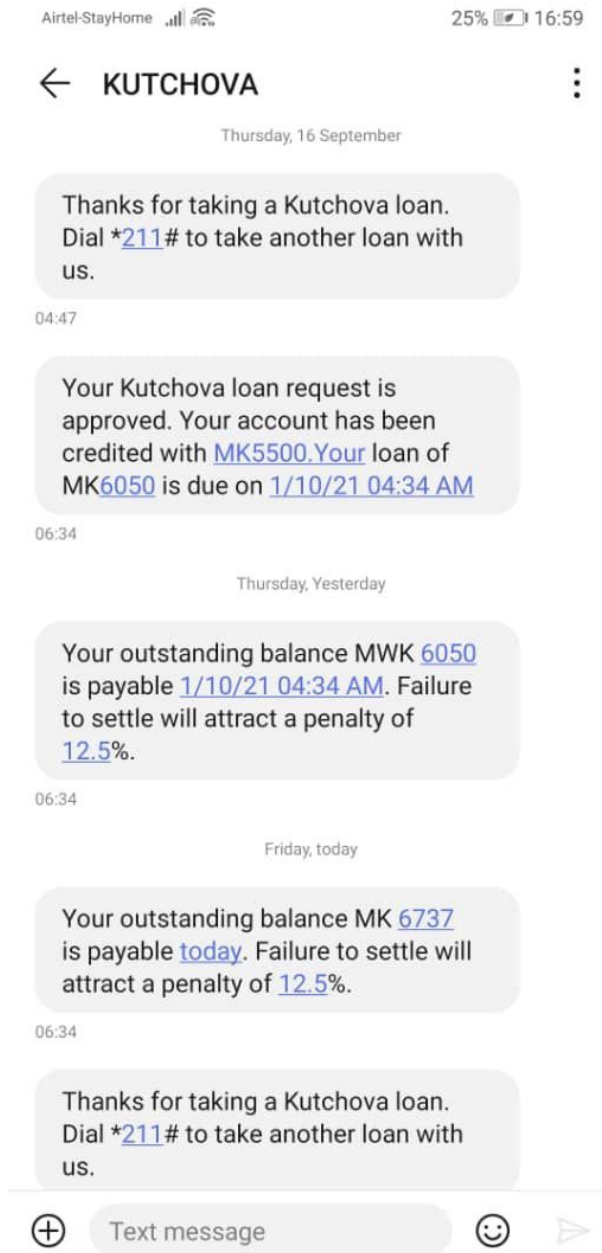 Airtel-StayHome 25% 16:59
KUTCHOVA
Thursday, 16 September
Thanks for taking a Kutchova loan.
Dial *211# to take another loan with
us.
04:47
Your Kutchova loan request is
approved. Your account has been
credited with MK5500.Your loan of
MK6050 is due on 1/10/21 04:34 AM
06:34
Thursday, Yesterday
Your outstanding balance MWK 6050
is payable 1/10/21 04:34 AM. Failure
to settle will attract a penalty of
12.5%.
06:34
Friday, today
Your outstanding balance MK 6737
is payable today. Failure to settle will
attract a penalty of 12.5%.
06:34
Thanks for taking a Kutchova loan.
Dial *211# to take another loan with
us.
Text message